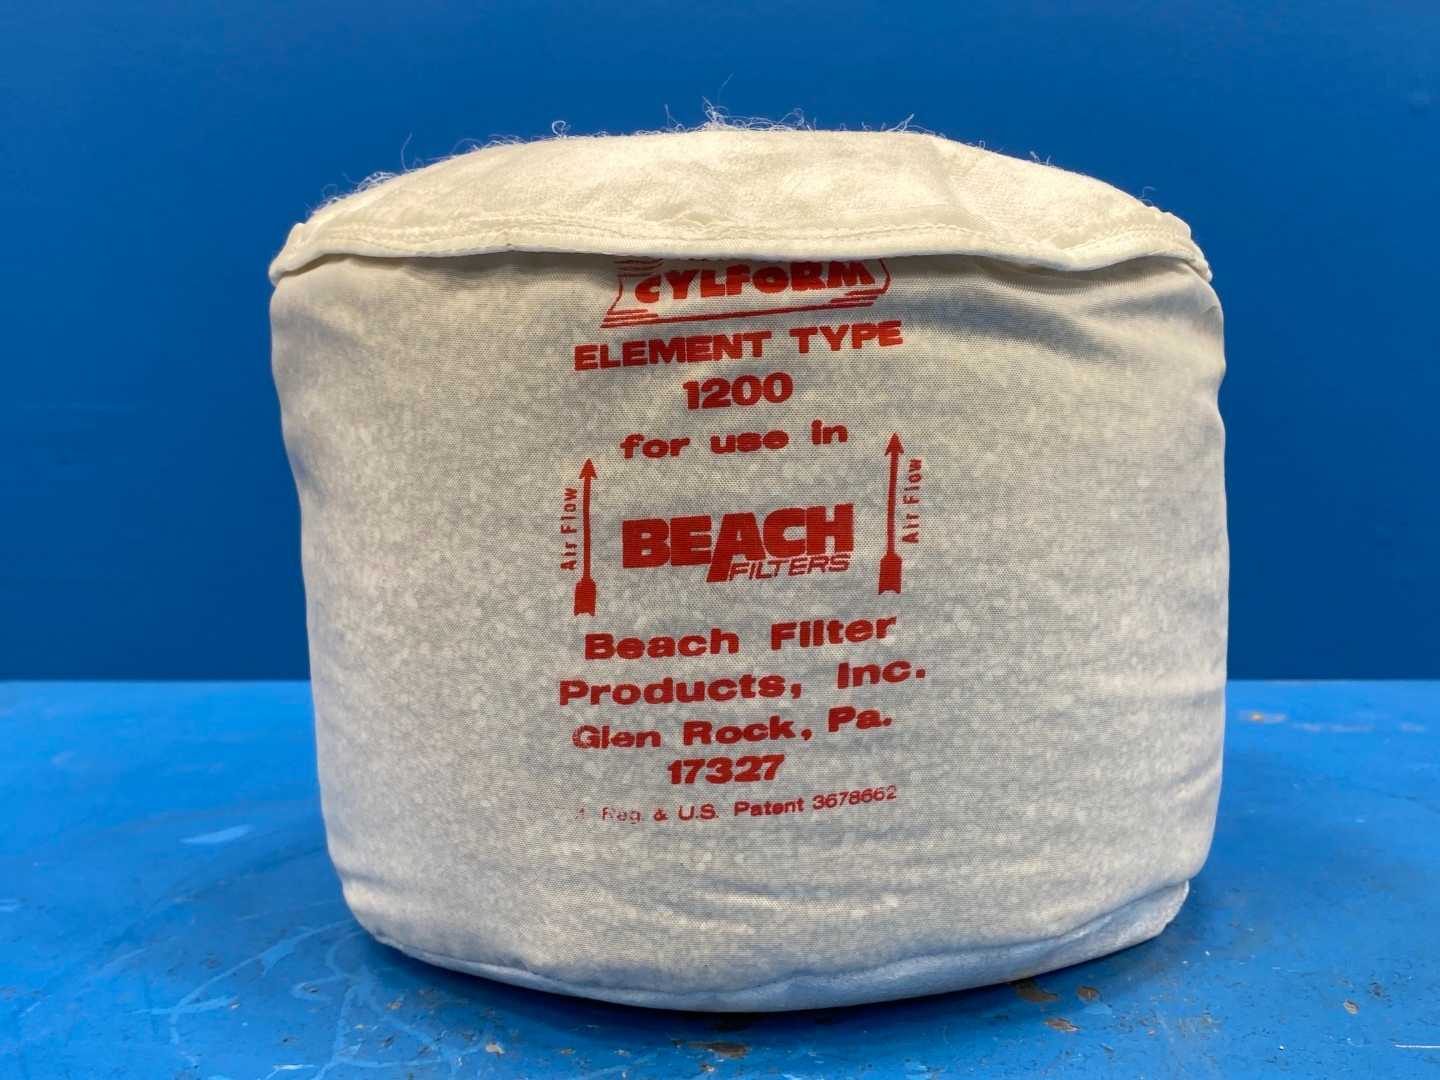 CYLFORM
ELEMENT TYPE
1200
for use in
Air Flow
BEACH
FILTERS
Air Flow
Beach Filter
Products, Inc.
Glen Rock, Pa.
17327
Reg. & U.S. Patent 3678662